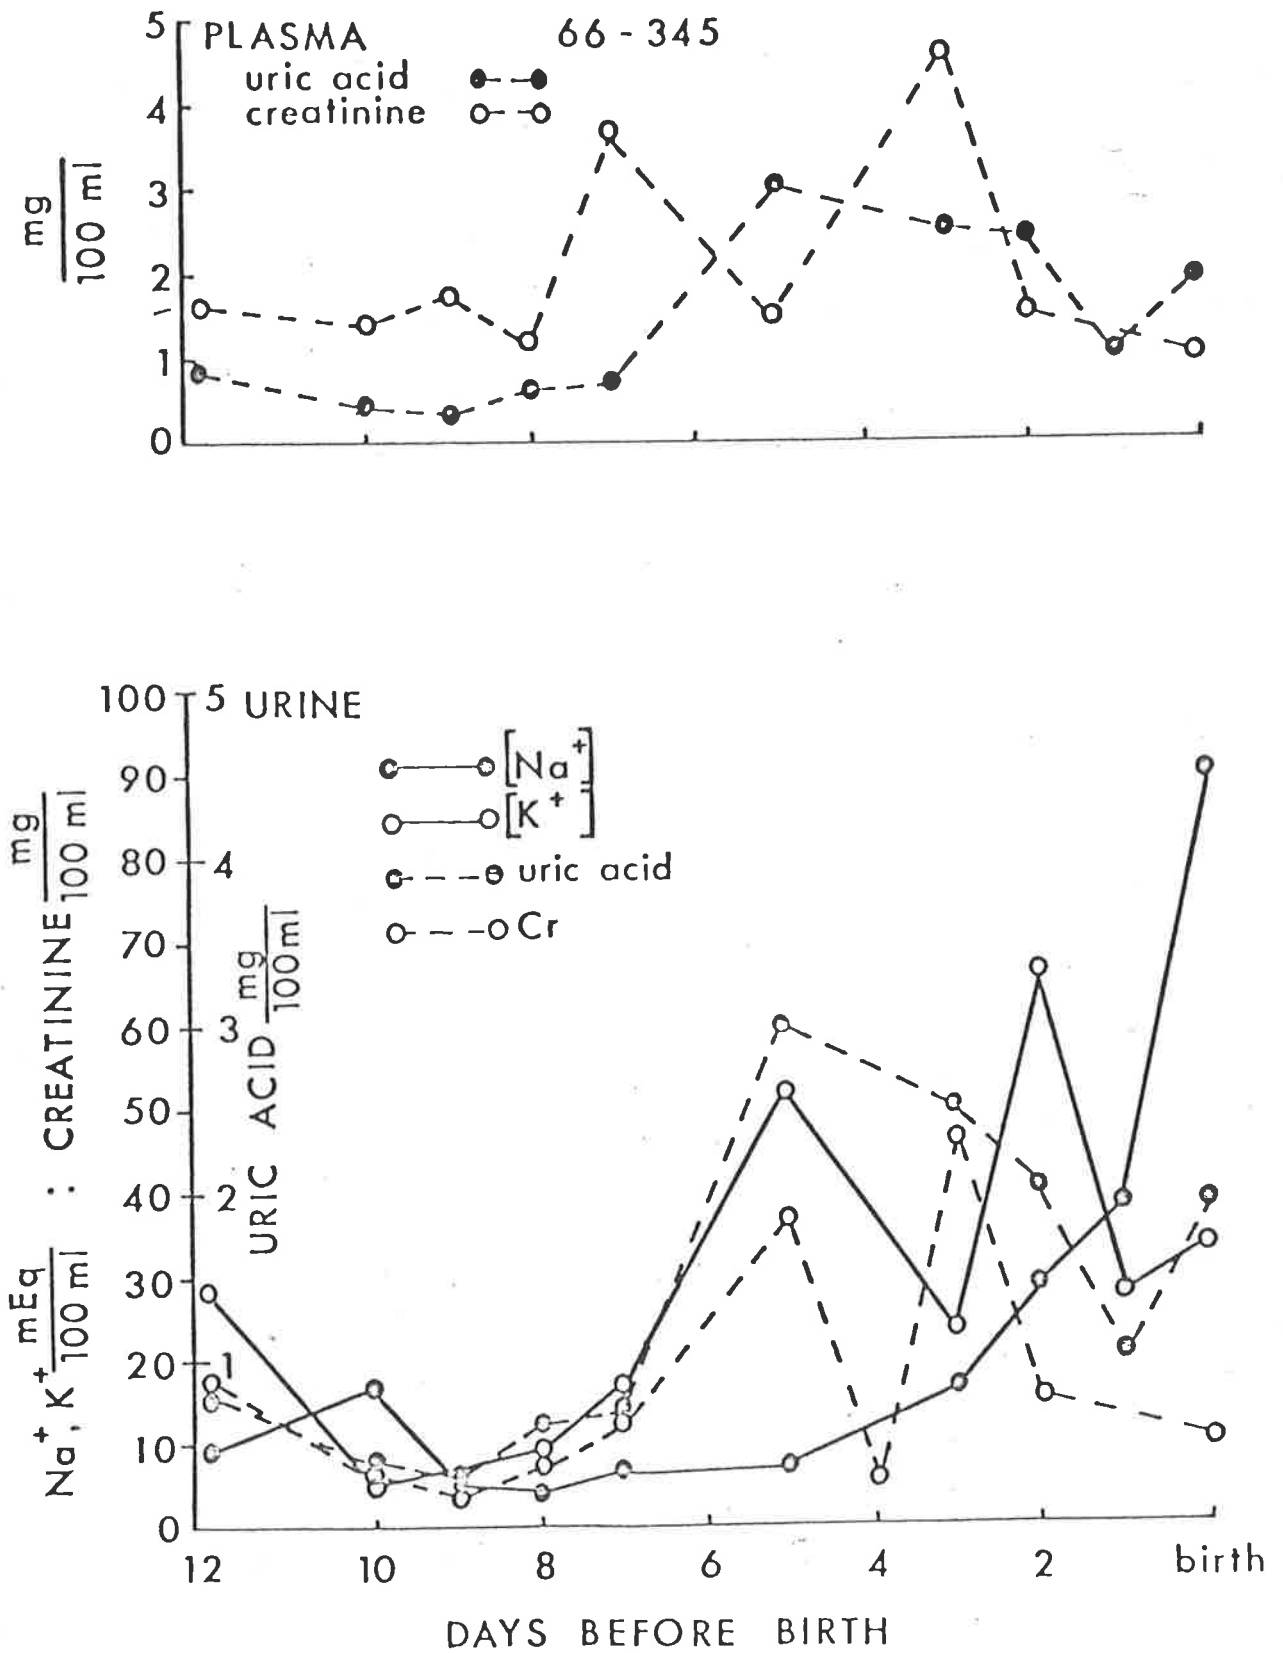 PLASMA 66-345
uric acid
creatinine
5
4
3
2
1
0
mg
100 ml
URINE
[Na+]
[K+]
uric acid
Cr
100
90
80
70
60
50
40
30
20
10
0
5
4
3
2
1
Na+, K+ mEq/100 ml : CREATININE mg/100 ml
URIC ACID mg/100ml
12 10 8 6 4 2 birth
DAYS BEFORE BIRTH